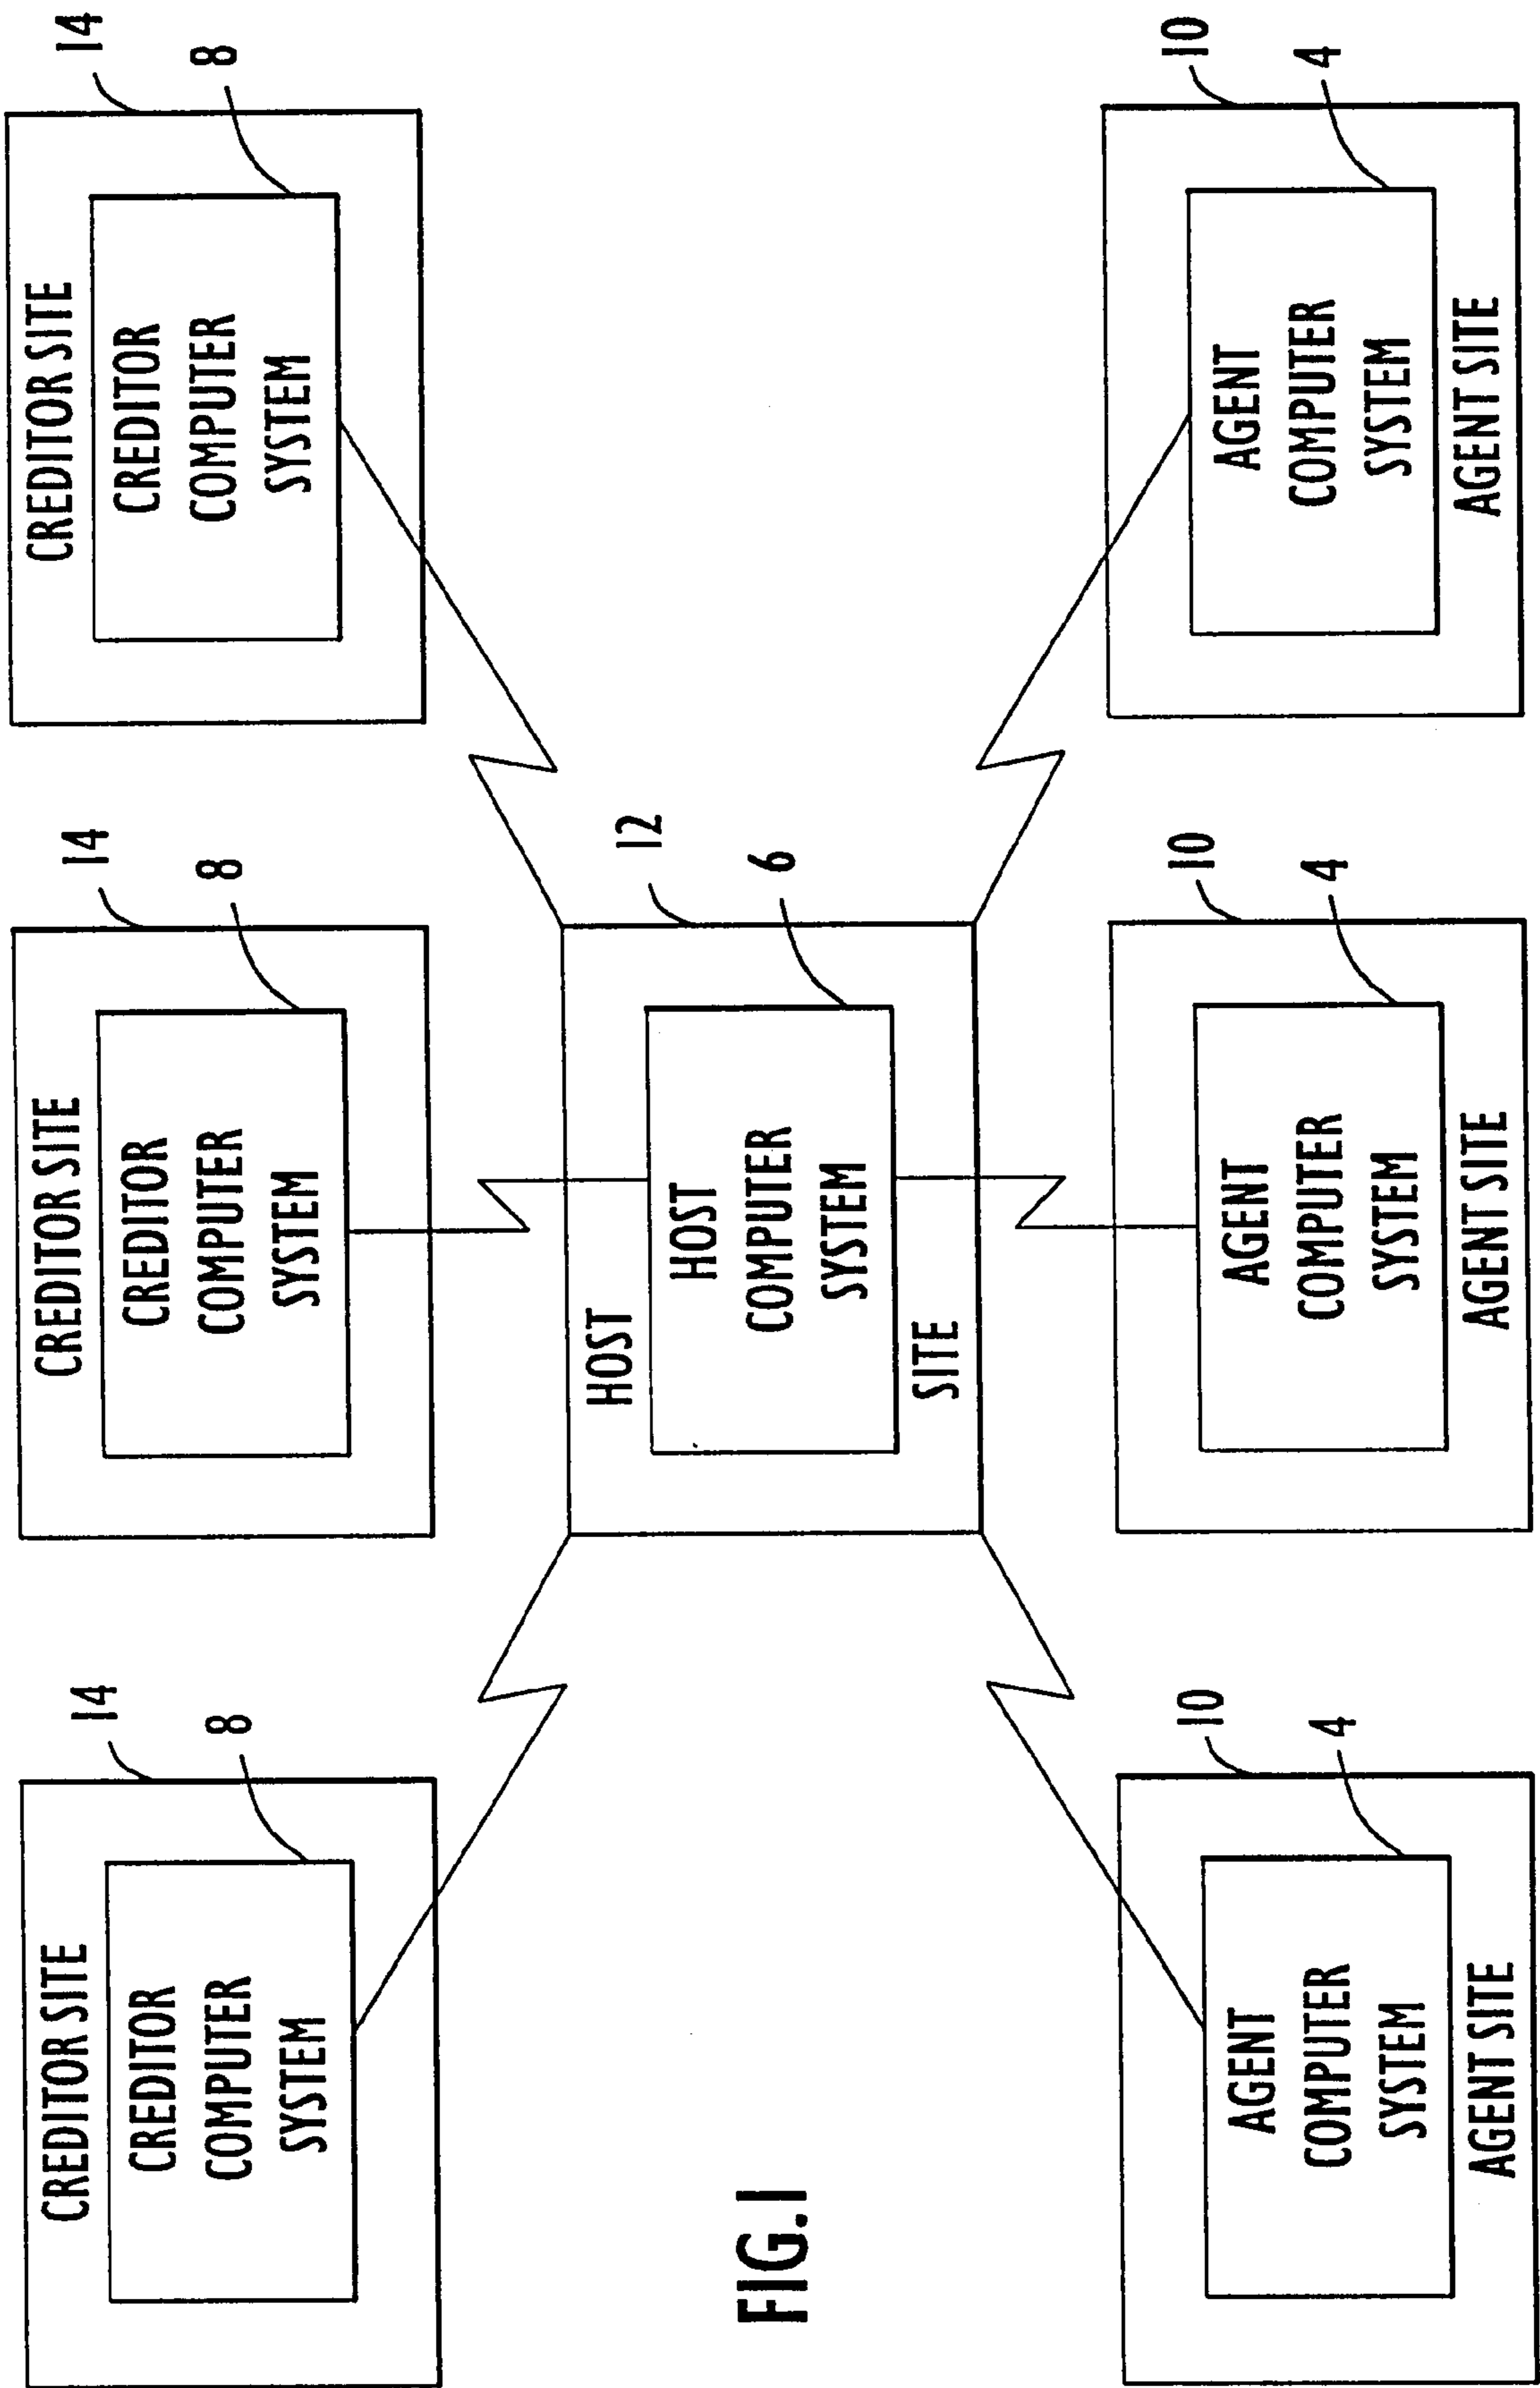 CREDITOR SITE
14
CREDITOR
COMPUTER
SYSTEM
8
CREDITOR SITE
14
CREDITOR
COMPUTER
SYSTEM
8
CREDITOR SITE
14
CREDITOR
COMPUTER
SYSTEM
8
HOST
12
HOST
COMPUTER
SYSTEM
6
SITE
FIG.1
10
AGENT
COMPUTER
SYSTEM
4
AGENT SITE
10
AGENT
COMPUTER
SYSTEM
4
AGENT SITE
10
AGENT
COMPUTER
SYSTEM
4
AGENT SITE